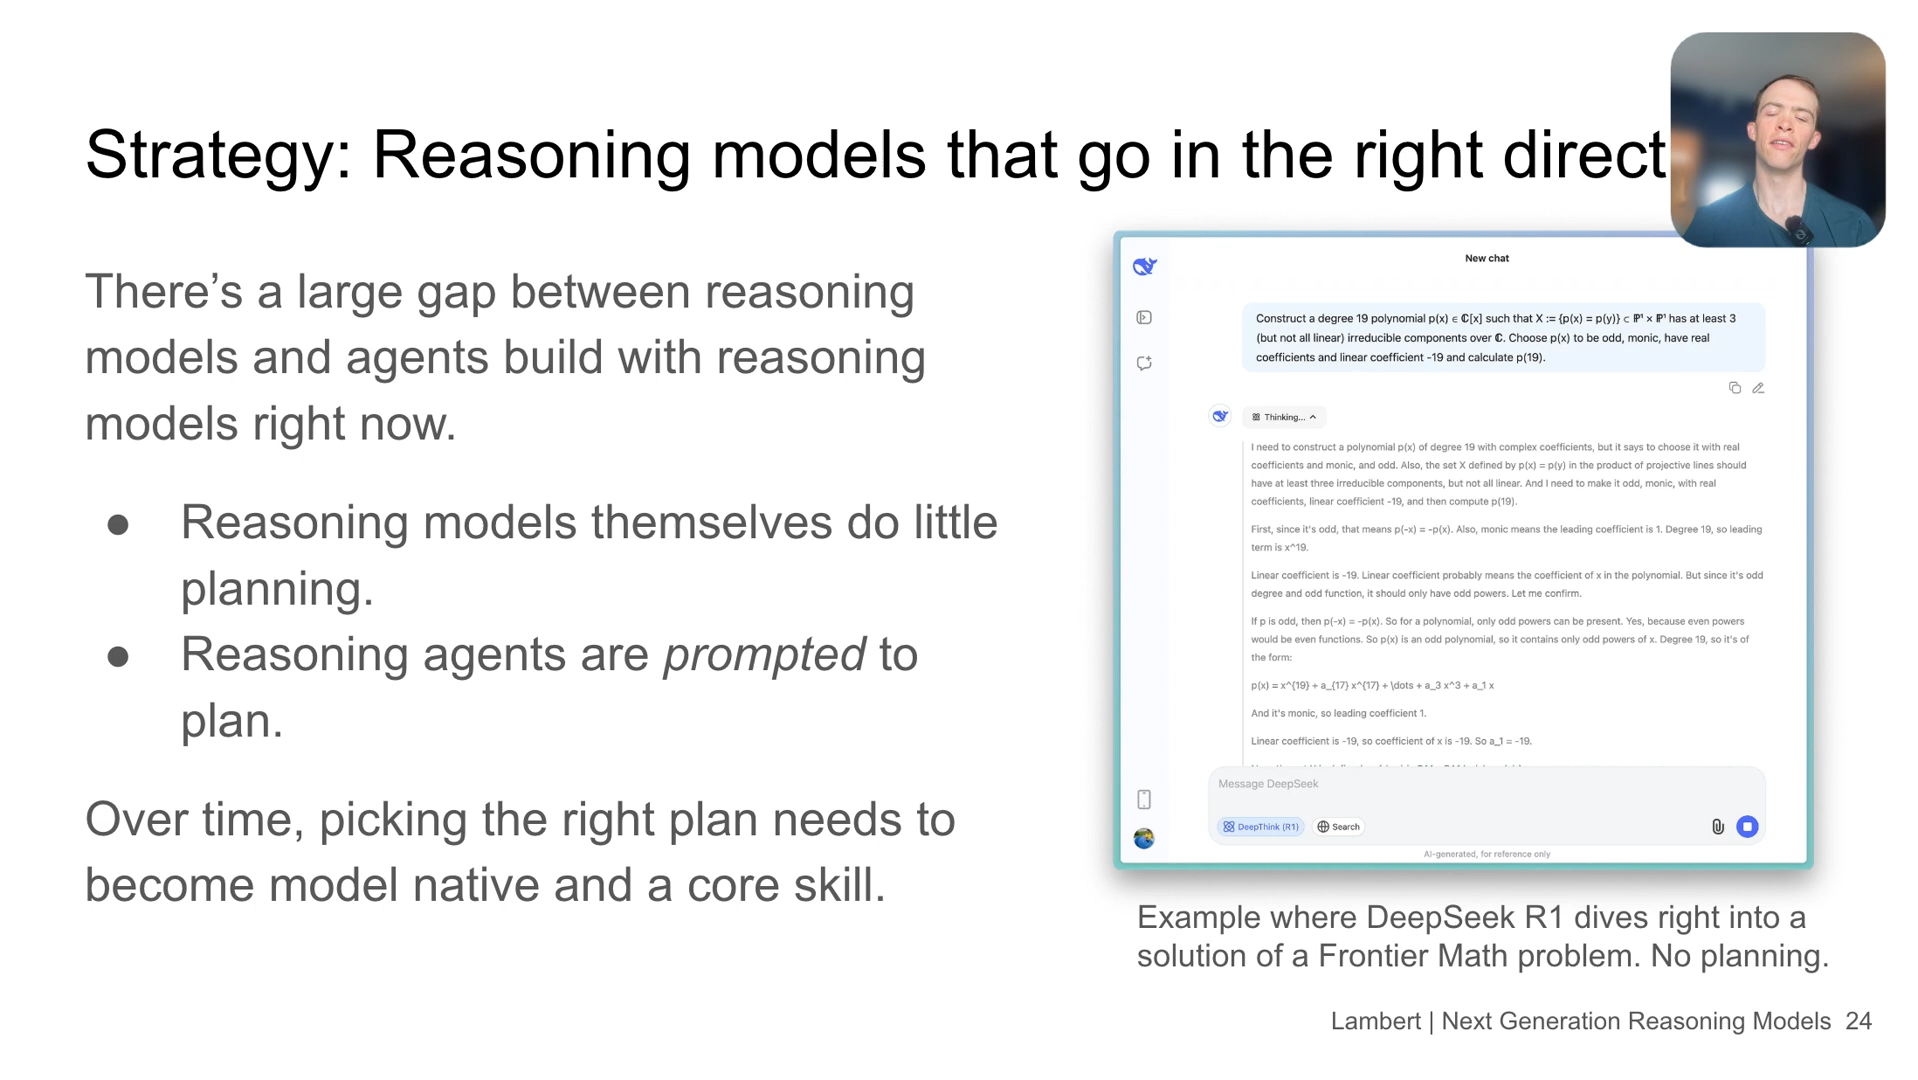 Strategy: Reasoning models that go in the right direct
There’s a large gap between reasoning
models and agents build with reasoning
models right now.
● Reasoning models themselves do little
planning.
● Reasoning agents are prompted to
plan.
Over time, picking the right plan needs to
become model native and a core skill.
New chat
Construct a degree 19 polynomial p(x) ∈ ℂ[x] such that X := {p(x) = p(y)} ⊂ ℙ¹ × ℙ¹ has at least 3
(but not all linear) irreducible components over ℂ. Choose p(x) to be odd, monic, have real
coefficients and linear coefficient -19 and calculate p(19).
Thinking...
I need to construct a polynomial p(x) of degree 19 with complex coefficients, but it says to choose it with real
coefficients and monic, and odd. Also, the set X defined by p(x) = p(y) in the product of projective lines should
have at least three irreducible components, but not all linear. And I need to make it odd, monic, with real
coefficients, linear coefficient -19, and then compute p(19).
First, since it's odd, that means p(-x) = -p(x). Also, monic means the leading coefficient is 1. Degree 19, so leading
term is x^19.
Linear coefficient is -19. Linear coefficient probably means the coefficient of x in the polynomial. But since it's odd
degree and odd function, it should only have odd powers. Let me confirm.
If p is odd, then p(-x) = -p(x). So for a polynomial, only odd powers can be present. Yes, because even powers
would be even functions. So p(x) is an odd polynomial, so it contains only odd powers of x. Degree 19, so it's of
the form:
p(x) = x^{19} + a_{17} x^{17} + \dots + a_3 x^3 + a_1 x
And it's monic, so leading coefficient 1.
Linear coefficient is -19, so coefficient of x is -19. So a_1 = -19.
Message DeepSeek
DeepThink (R1)
Search
AI-generated, for reference only
Example where DeepSeek R1 dives right into a
solution of a Frontier Math problem. No planning.
Lambert | Next Generation Reasoning Models 24